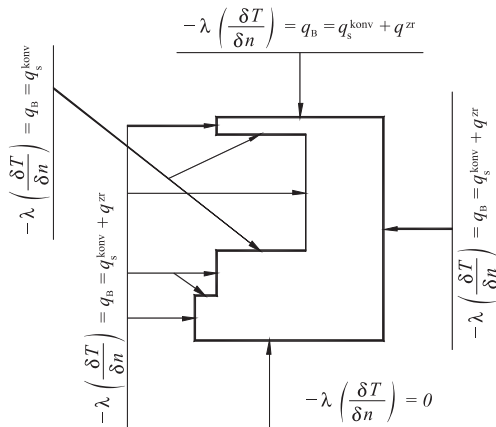 −λ (δT/δn) = q_B = q_s^konv + q^zr
−λ (δT/δn) = q_B = q_s^konv
−λ (δT/δn) = q_B = q_s^konv + q^zr
−λ (δT/δn) = q_B = q_s^konv + q^zr
−λ (δT/δn) = 0